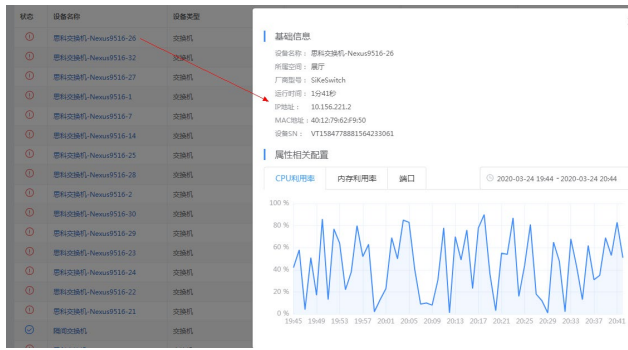 状态 设备名称 设备类型
思科交换机-Nexus9516-26 交换机
思科交换机-Nexus9516-32 交换机
思科交换机-Nexus9516-27 交换机
思科交换机-Nexus9516-1 交换机
思科交换机-Nexus9516-7 交换机
思科交换机-Nexus9516-14 交换机
思科交换机-Nexus9516-25 交换机
思科交换机-Nexus9516-28 交换机
思科交换机-Nexus9516-2 交换机
思科交换机-Nexus9516-30 交换机
思科交换机-Nexus9516-29 交换机
思科交换机-Nexus9516-23 交换机
思科交换机-Nexus9516-24 交换机
思科交换机-Nexus9516-22 交换机
思科交换机-Nexus9516-21 交换机
交换机
基础信息
设备名称： 思科交换机-Nexus9516-26
所属空间： 展厅
厂商型号： SiKeSwitch
运行时间： 1分41秒
IP地址： 10.156.221.2
MAC地址： 40:12:79:62:F9:50
设备SN： VT1584778881564233061
属性相关配置
CPU利用率 内存利用率 端口 2020-03-24 19:44 - 2020-03-24 20:44
100 %
80 %
60 %
40 %
20 %
0 %
19:45 19:49 19:53 19:57 20:01 20:05 20:09 20:13 20:17 20:21 20:25 20:29 20:33 20:37 20:41